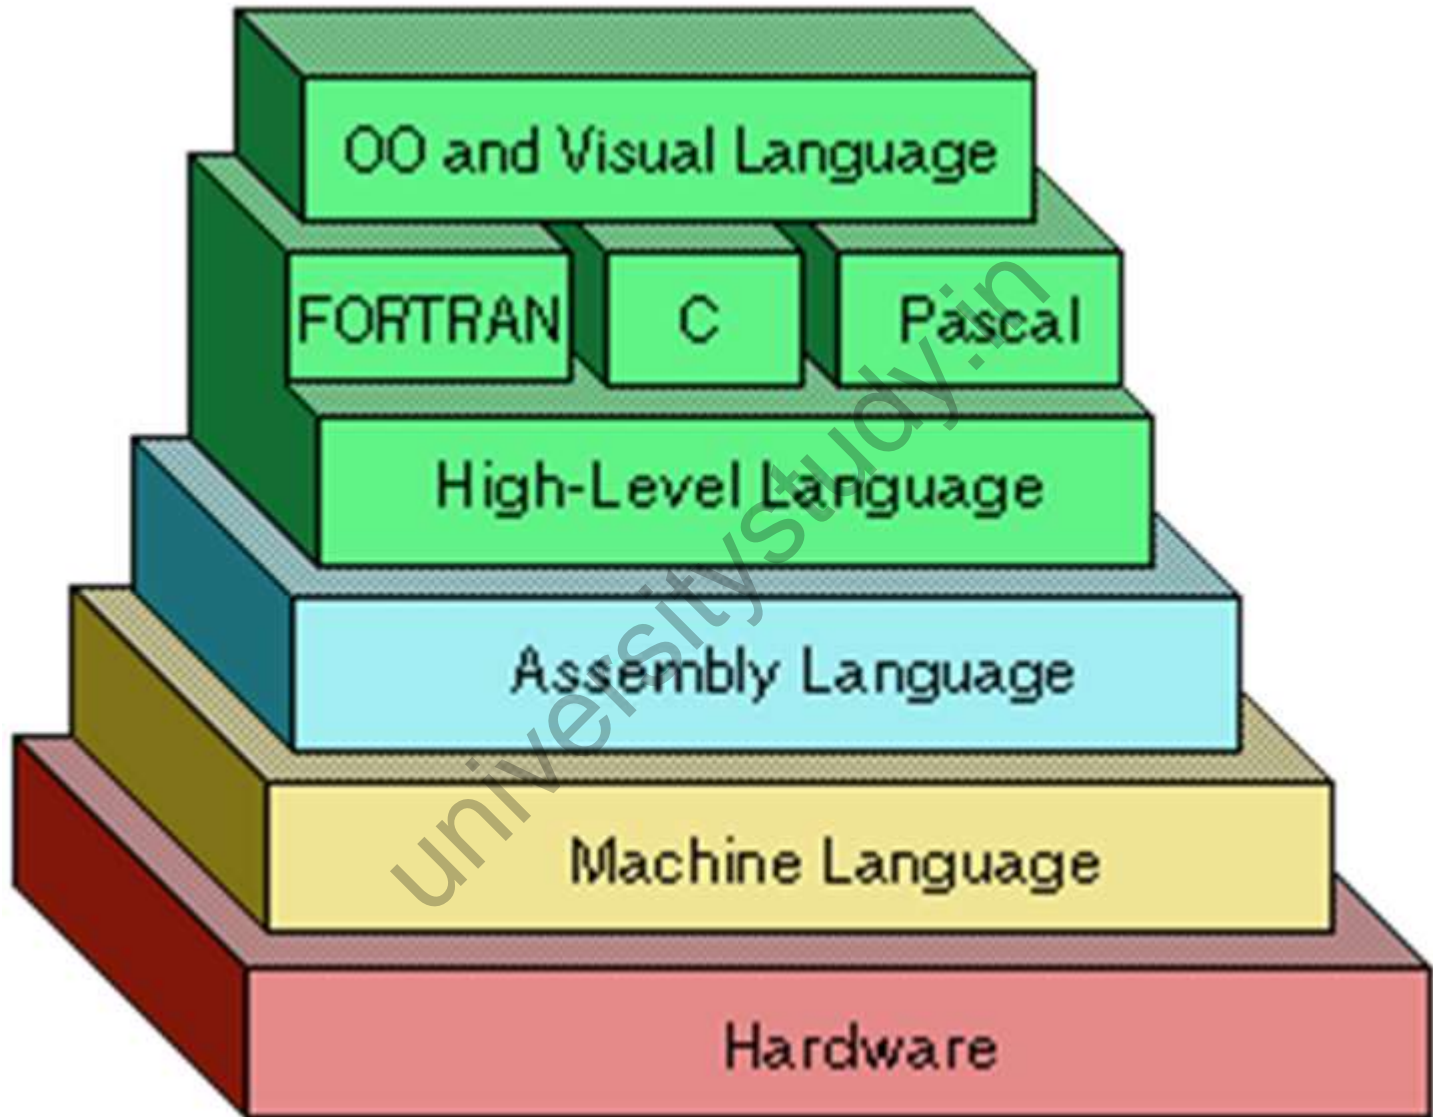 OO and Visual Language
FORTRAN C Pascal
High-Level Language
Assembly Language
Machine Language
Hardware
universitystudy.in